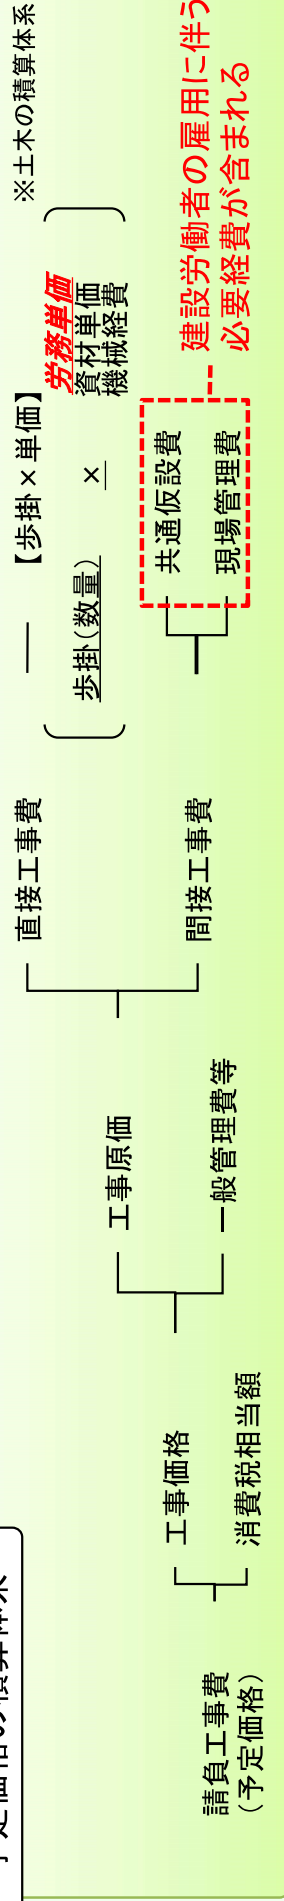 予定価格の積算体系
※土木の積算体系
請負工事費
（予定価格）
工事価格
消費税相当額
工事原価
一般管理費等
直接工事費
間接工事費
【歩掛×単価】
歩掛（数量）
×
労務単価
資材単価
機械経費
共通仮設費
現場管理費
建設労働者の雇用に伴う
必要経費が含まれる